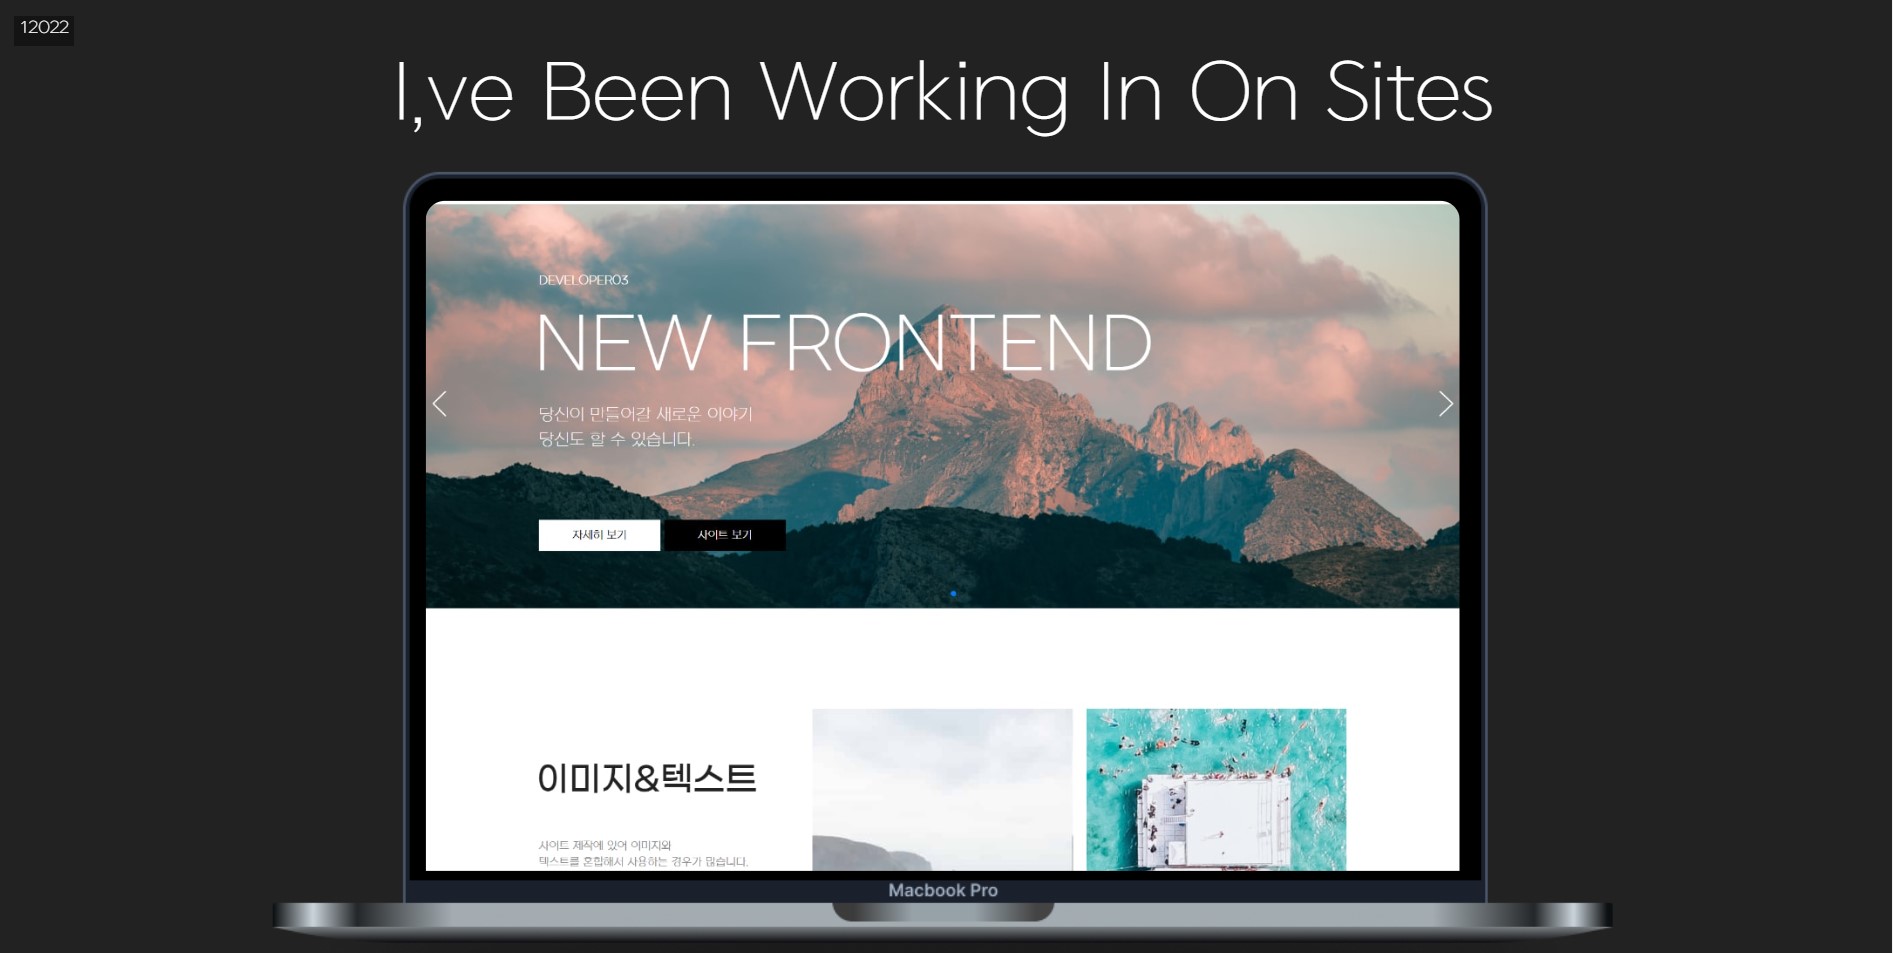 12022
I,ve Been Working In On Sites
DEVELOPER03
NEW FRONTEND
당신이 만들어갈 새로운 이야기
당신도 할 수 있습니다.
자세히 보기
사이트 보기
이미지&텍스트
사이트 제작에 있어 이미지와
텍스트를 혼합해서 사용하는 경우가 많습니다.
Macbook Pro